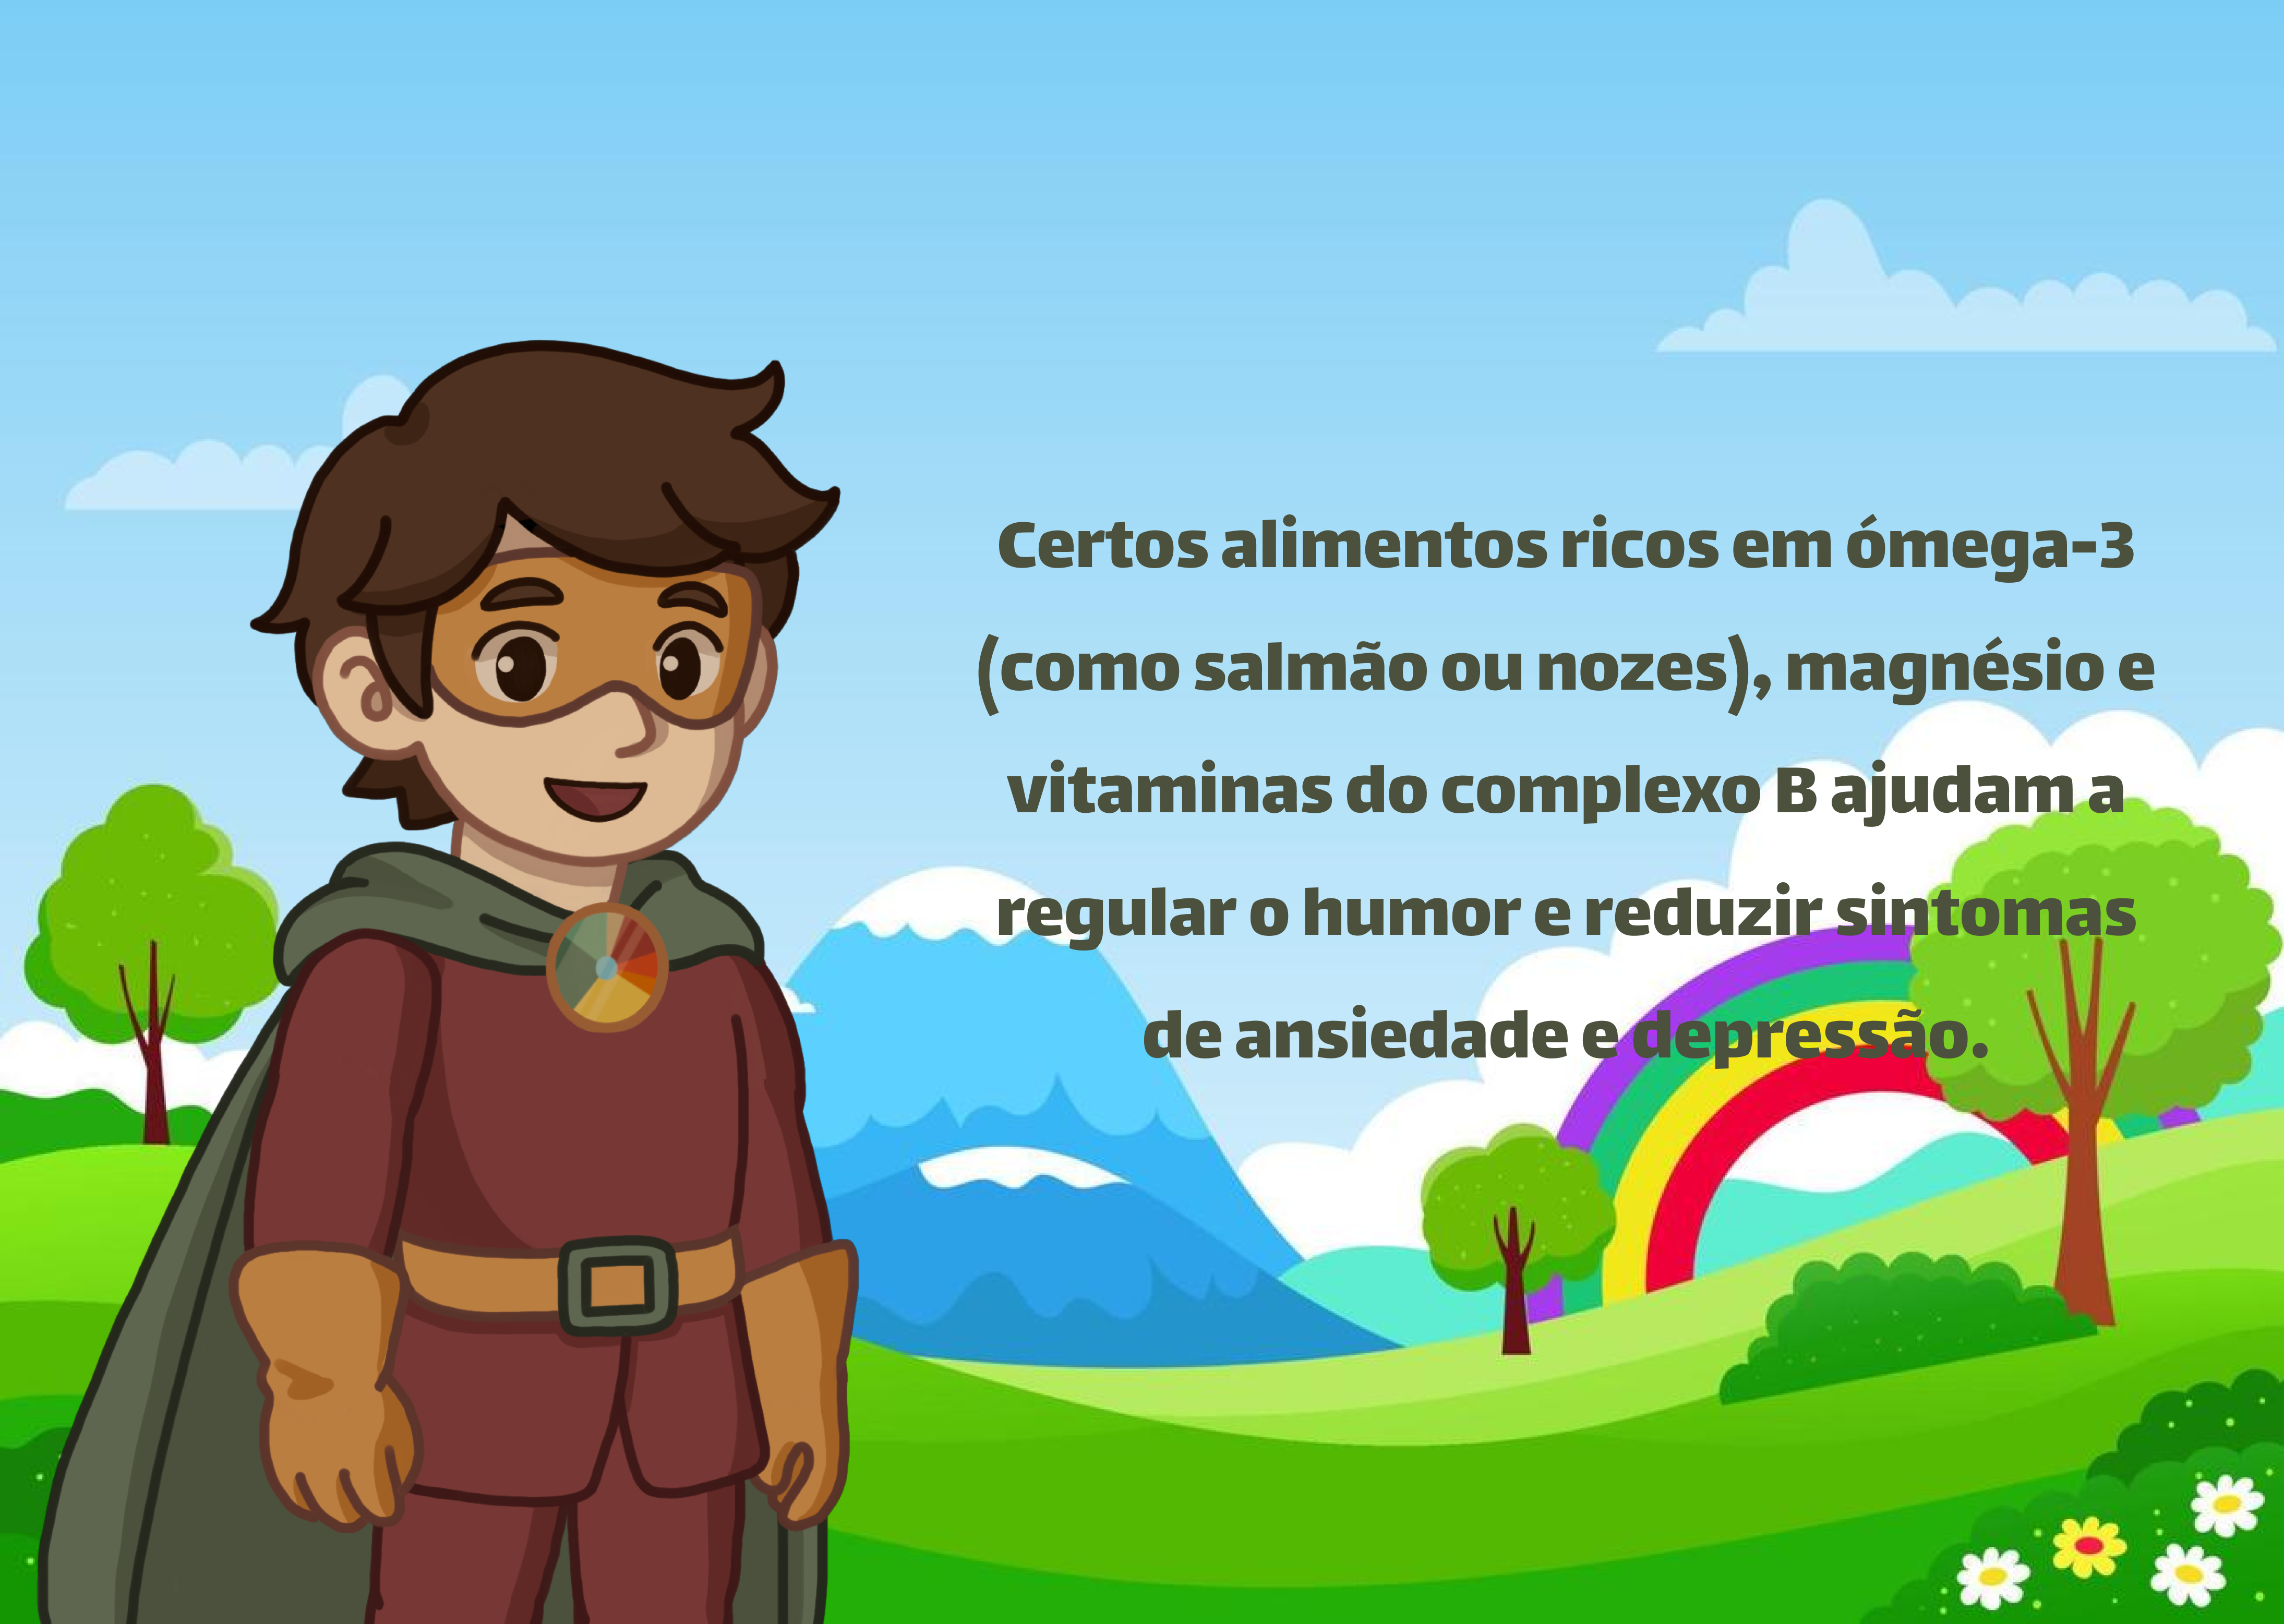 Certos alimentos ricos em ómega-3
(como salmão ou nozes), magnésio e
vitaminas do complexo B ajudam a
regular o humor e reduzir sintomas
de ansiedade e depressão.